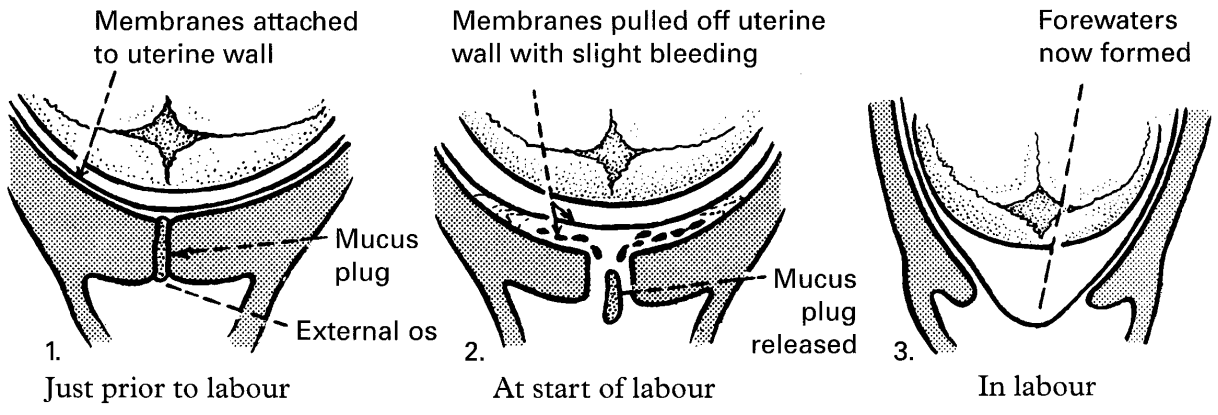 Membranes attached
to uterine wall
Mucus
plug
External os
1.
Just prior to labour
Membranes pulled off uterine
wall with slight bleeding
Mucus
plug
released
2.
At start of labour
Forewaters
now formed
3.
In labour